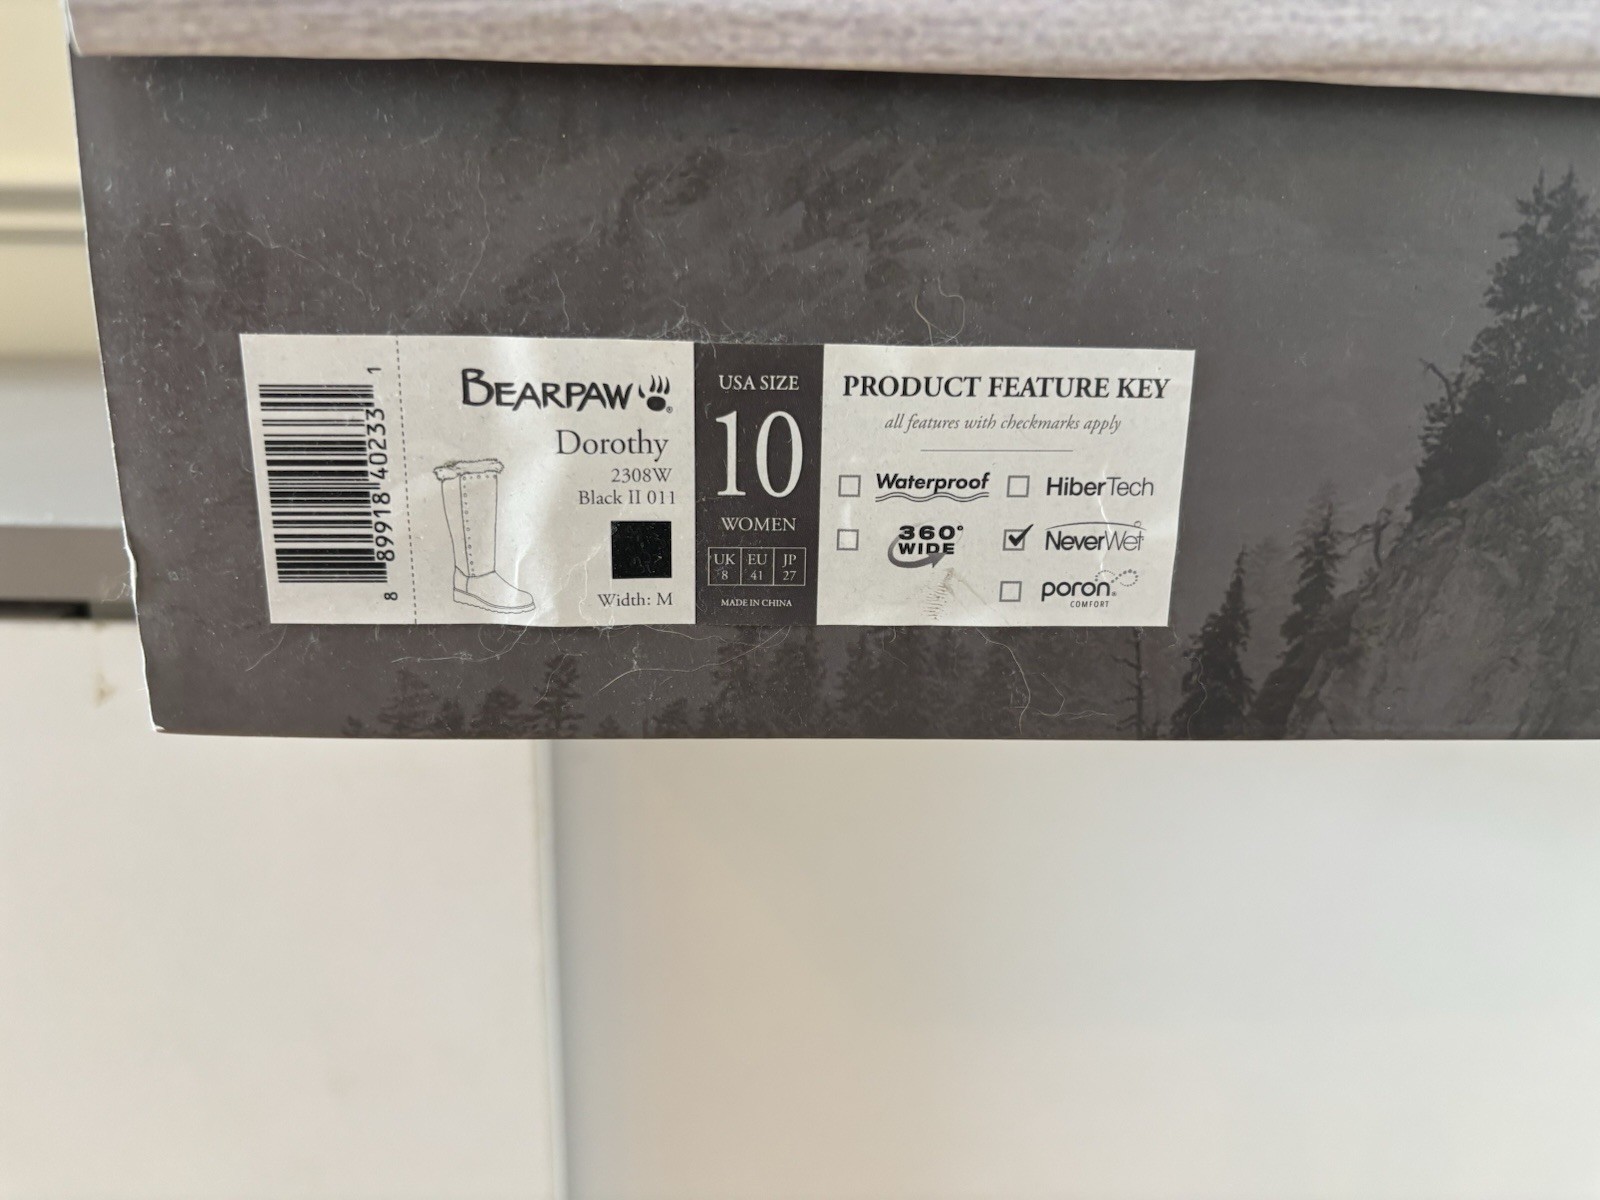 8 89918 40233 1
BEARPAW®
Dorothy
2308W
Black II 011
Width: M
USA SIZE
10
WOMEN
UK EU JP
8 41 27
MADE IN CHINA
PRODUCT FEATURE KEY
all features with checkmarks apply
Waterproof
HiberTech
360°
WIDE
NeverWet
poron®
COMFORT